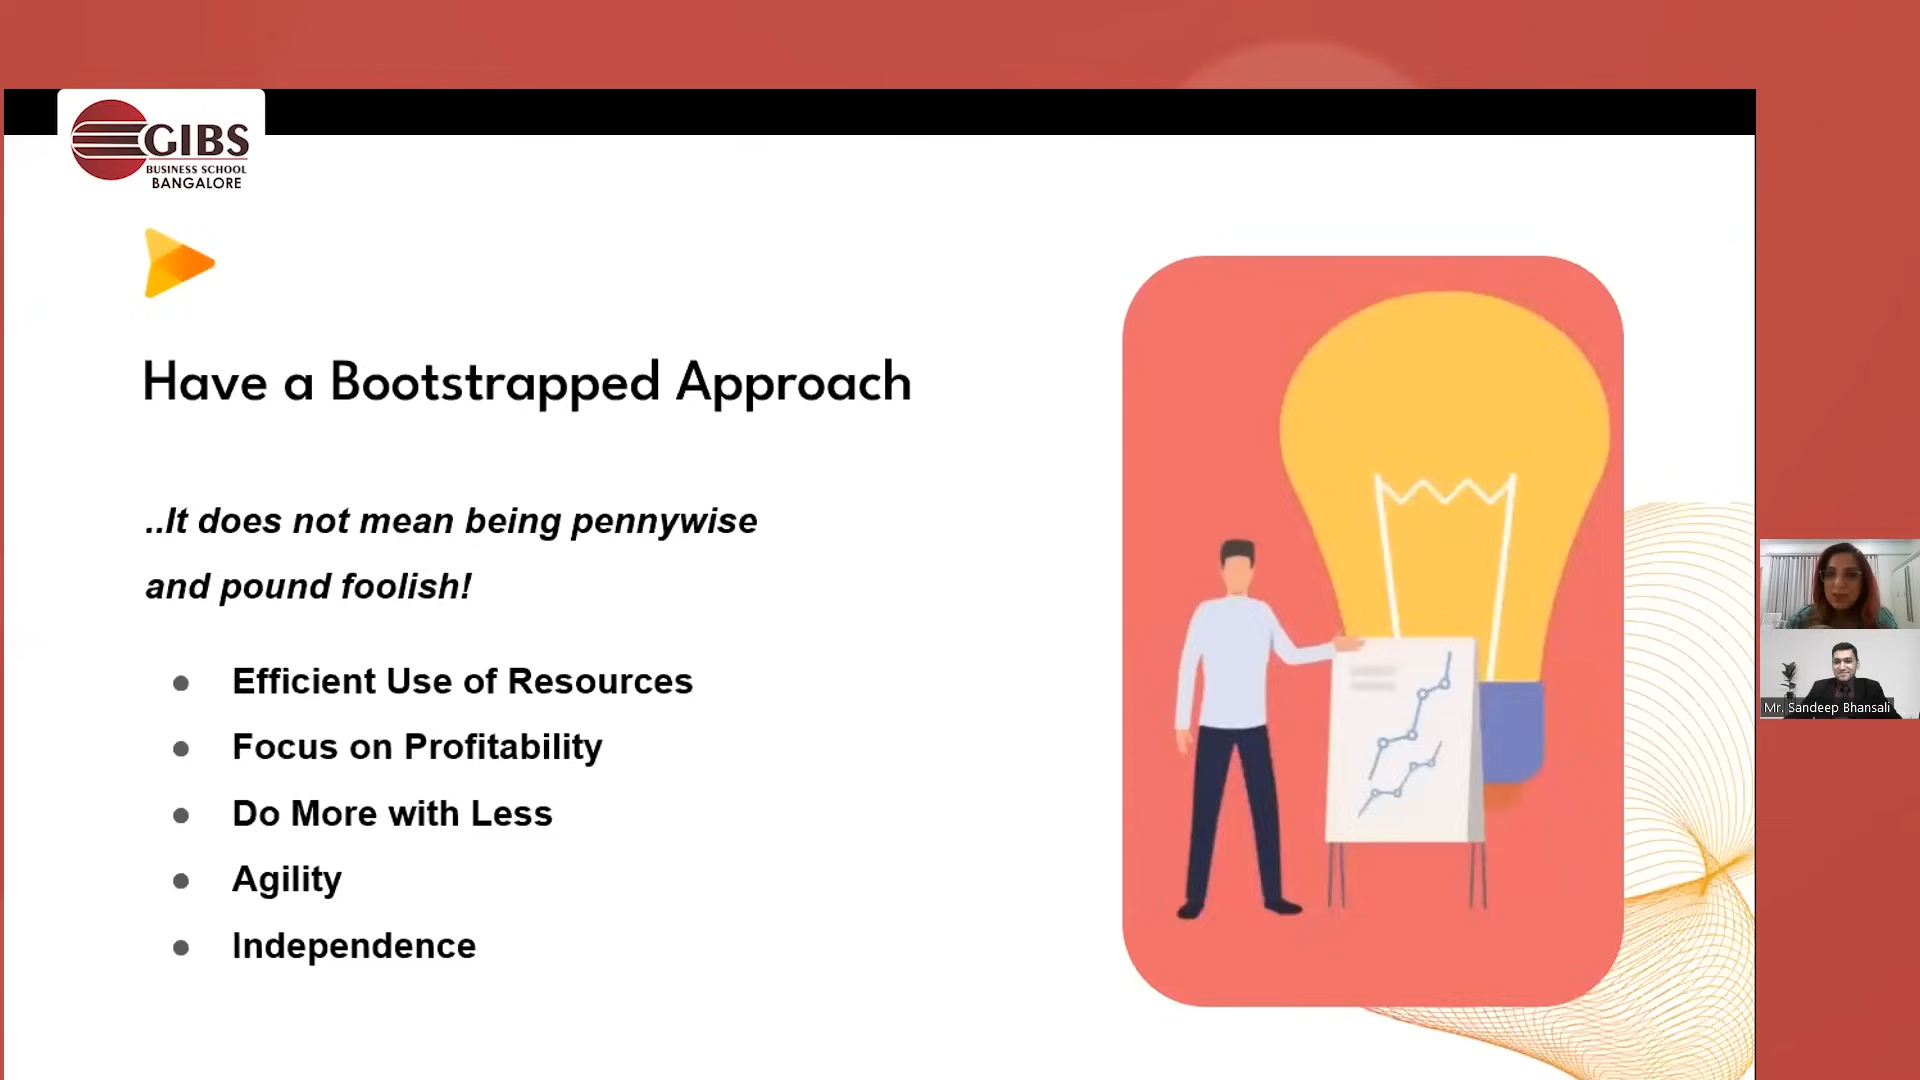 GIBS
BUSINESS SCHOOL
BANGALORE
Have a Bootstrapped Approach
..It does not mean being pennywise
and pound foolish!
● Efficient Use of Resources
● Focus on Profitability
● Do More with Less
● Agility
● Independence
Mr. Sandeep Bhansali